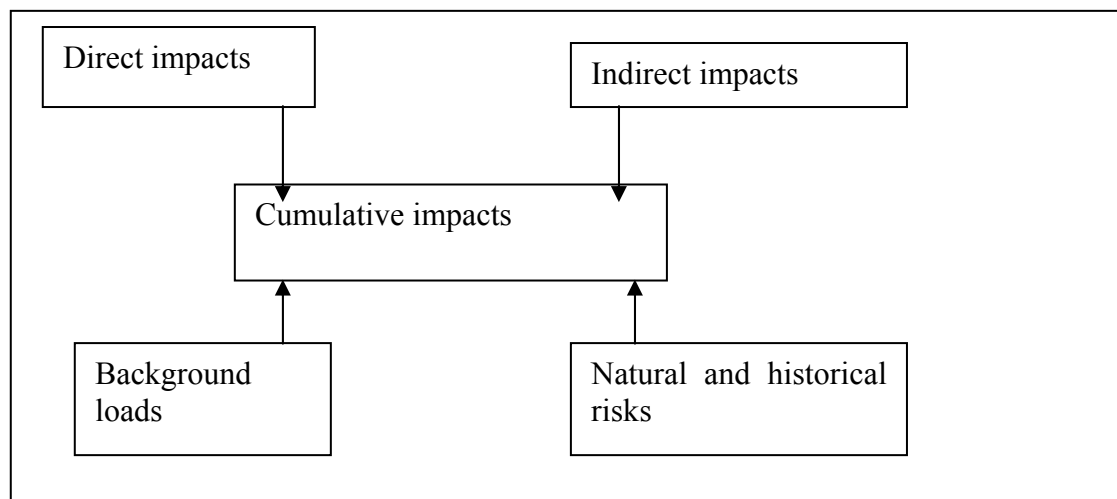 Direct impacts
Indirect impacts
Cumulative impacts
Background
loads
Natural and historical
risks